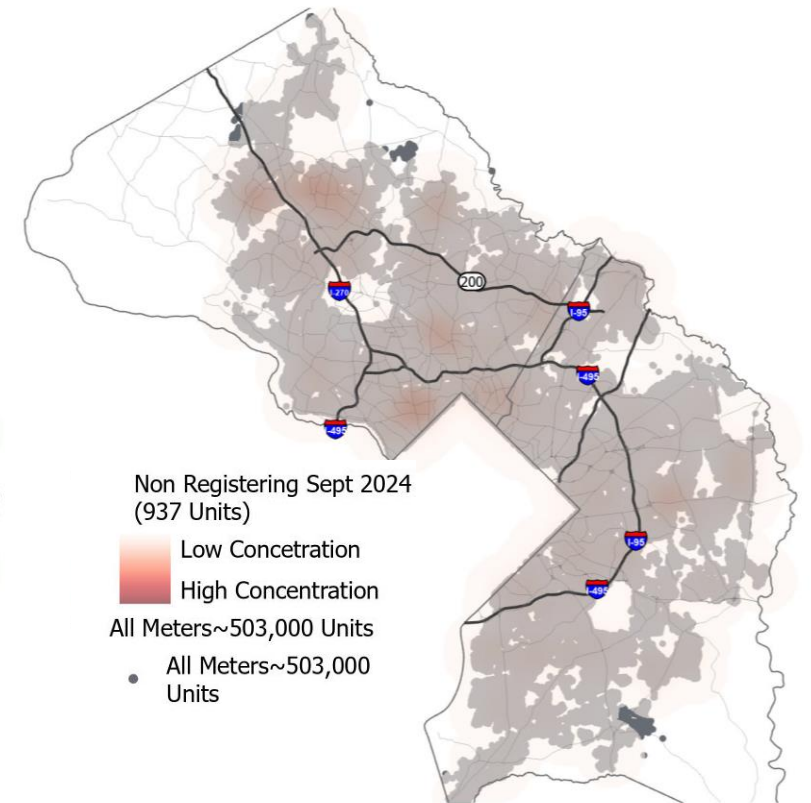 200
I-270
I-95
I-495
I-495
Non Registering Sept 2024
(937 Units)
Low Concetration
High Concentration
I-95
I-495
All Meters~503,000 Units
All Meters~503,000
Units